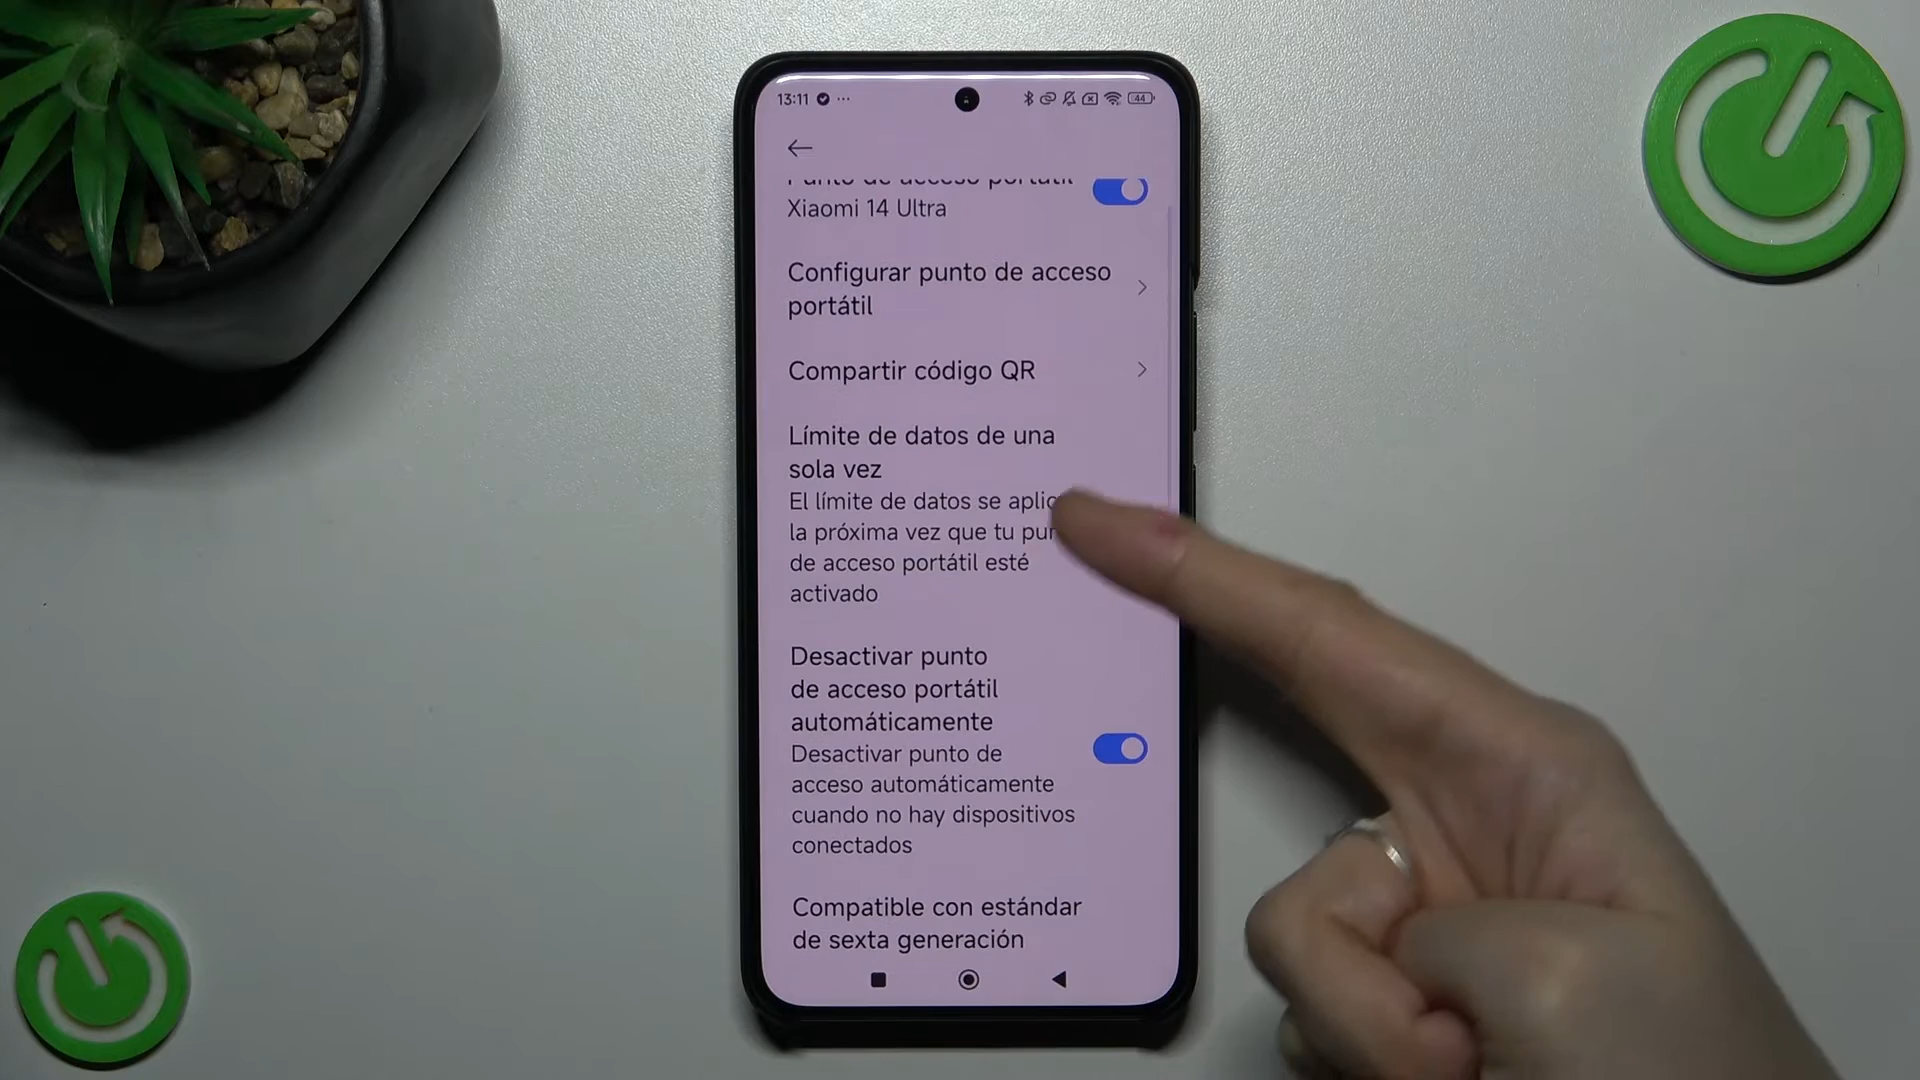 13:11
44
Punto de acceso portátil
Xiaomi 14 Ultra
Configurar punto de acceso
portátil
Compartir código QR
Límite de datos de una
sola vez
El límite de datos se
la próxima vez que tu
de acceso portátil esté
activado
Desactivar punto
de acceso portátil
automáticamente
Desactivar punto de
acceso automáticamente
cuando no hay dispositivos
conectados
Compatible con estándar
de sexta generación